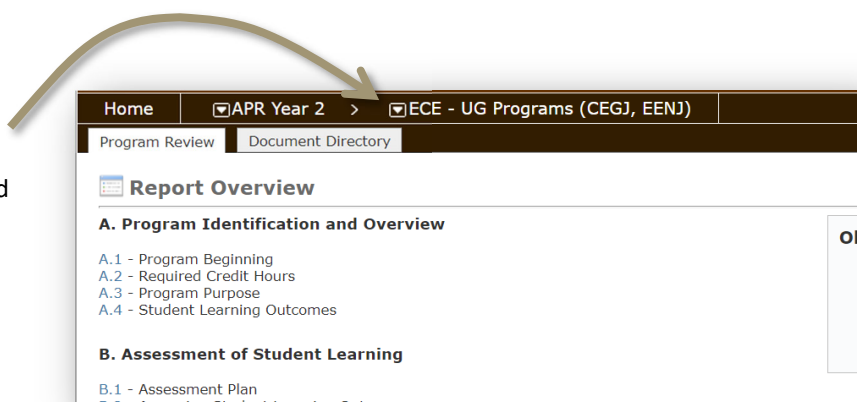 Home APR Year 2 > ECE - UG Programs (CEGJ, EENJ)
Program Review Document Directory
Report Overview
A. Program Identification and Overview
A.1 - Program Beginning
A.2 - Required Credit Hours
A.3 - Program Purpose
A.4 - Student Learning Outcomes
B. Assessment of Student Learning
B.1 - Assessment Plan